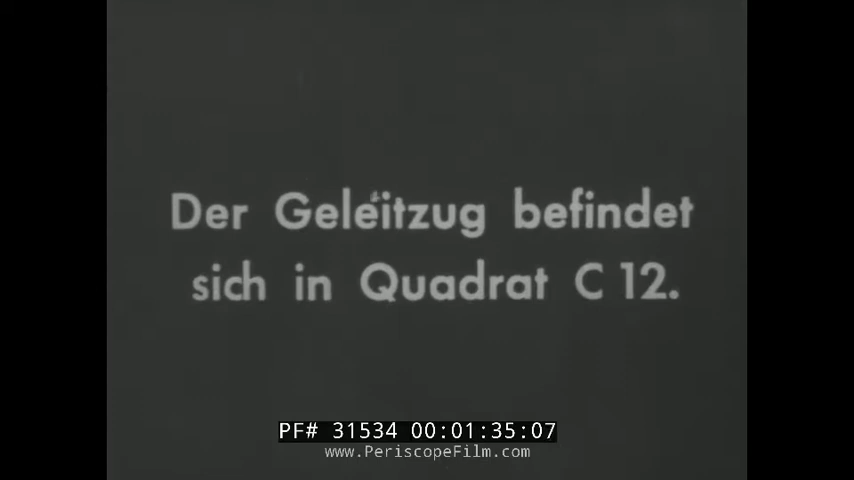 Der Geleitzug befindet
sich in Quadrat C 12.
PF# 31534 00:01:35:07
www.PeriscopeFilm.com